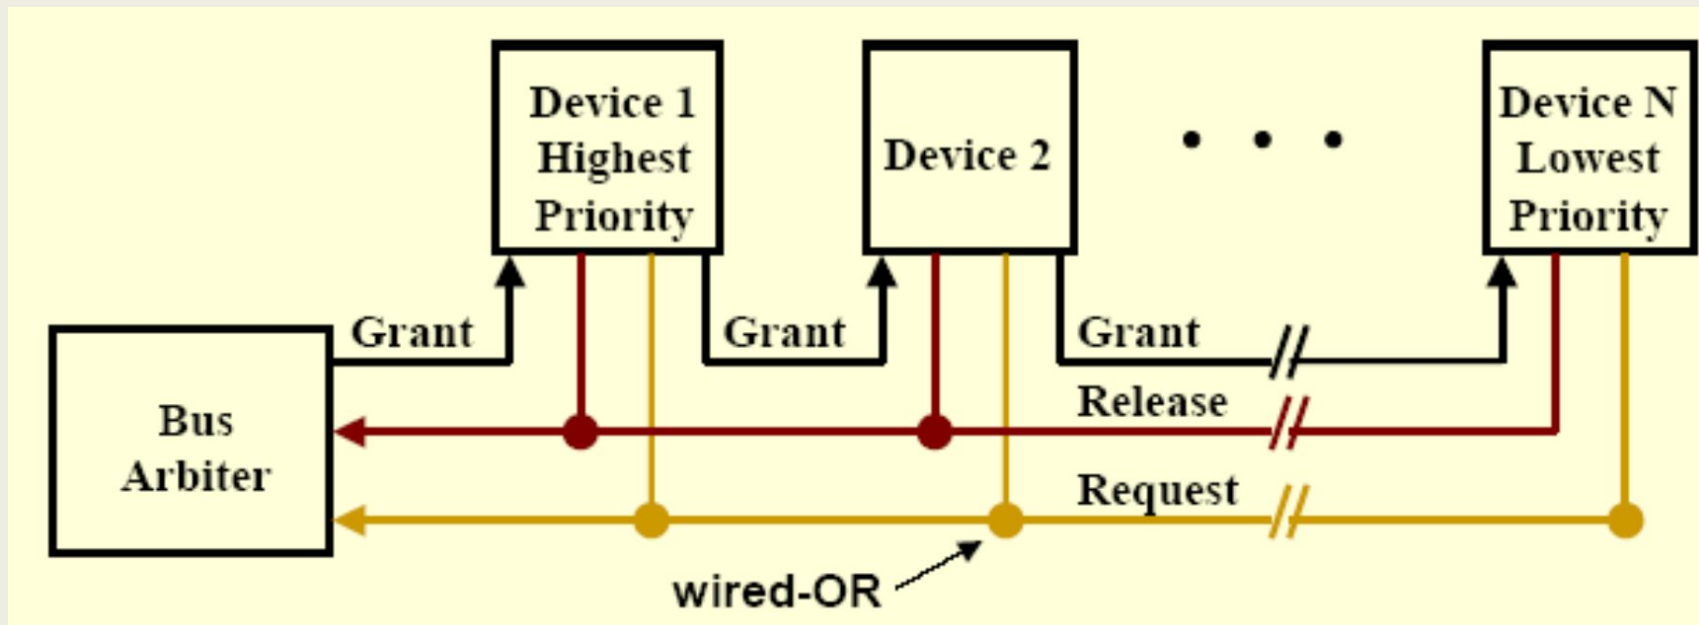 Device 1
Highest
Priority
Device 2
Device N
Lowest
Priority
Grant
Grant
Grant
Bus
Arbiter
Release
Request
wired-OR